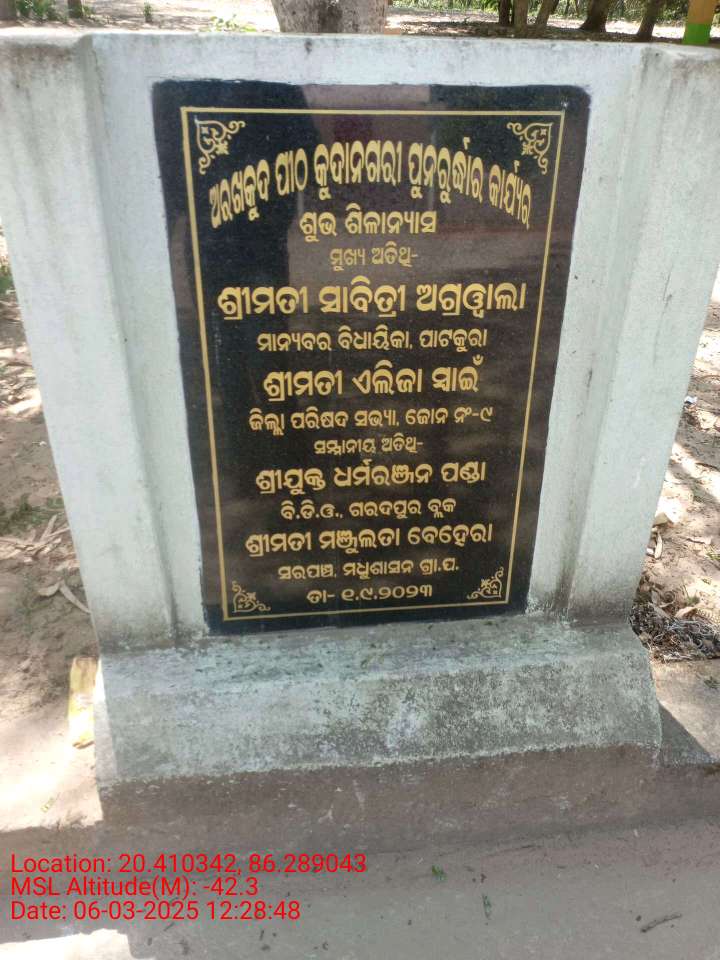 ଅରଖକୁଦ ପୀଠ କୁଦାନଗରୀ ପୁନରୁର୍ଦ୍ଧାର କାର୍ଯ୍ୟର
ଶୁଭ ଶିଳାନ୍ୟାସ
ମୁଖ୍ୟ ଅତିଥି-
ଶ୍ରୀମତୀ ସାବିତ୍ରୀ ଅଗ୍ରୱାଲା
ମାନ୍ୟବର ବିଧାୟିକା, ପାଟକୁରା
ଶ୍ରୀମତୀ ଏଲିଜା ସ୍ୱାଇଁ
ଜିଲ୍ଲା ପରିଷଦ ସଭ୍ୟା, ଜୋନ ନଂ-୯
ସମ୍ମାନୀୟ ଅତିଥି-
ଶ୍ରୀଯୁକ୍ତ ଧର୍ମରଞ୍ଜନ ପଣ୍ଡା
ବି.ଡି.ଓ., ଗରଦପୁର ବ୍ଲକ
ଶ୍ରୀମତୀ ମଞ୍ଜୁଲତା ବେହେରା
ସରପଞ୍ଚ, ମଧୁଶାସନ ଗ୍ରା.ପ.
ତା- ୧.୯.୨୦୨୩
Location: 20.410342, 86.289043
MSL Altitude(M): -42.3
Date: 06-03-2025 12:28:48